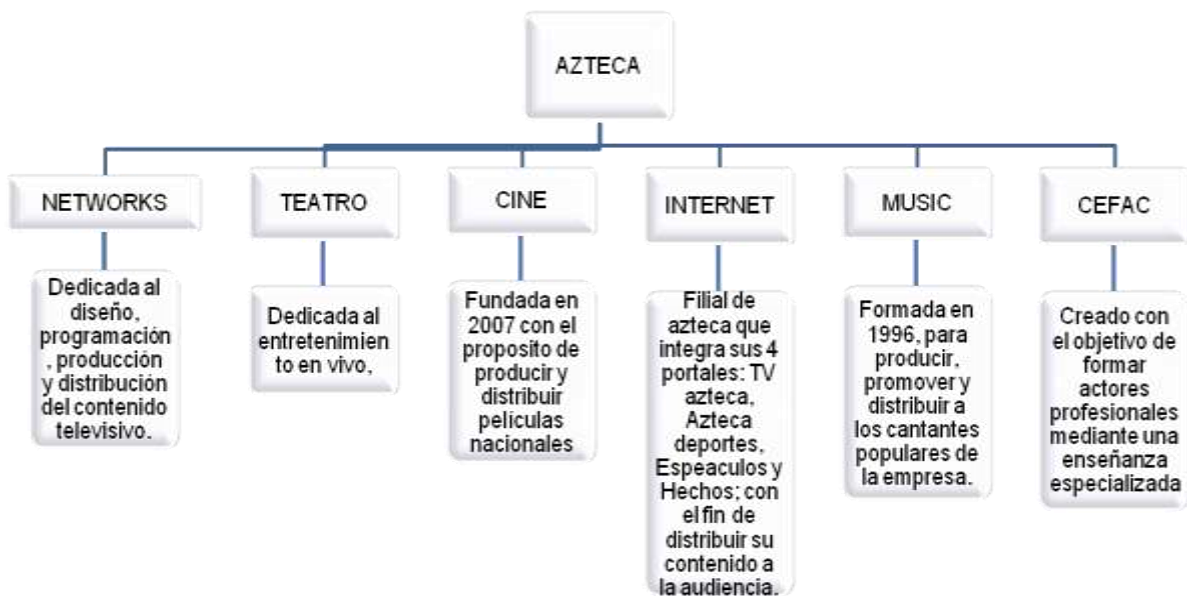 AZTECA
NETWORKS
TEATRO
CINE
INTERNET
MUSIC
CEFAC
Dedicada al
diseño,
programación
, producción
y distribución
del contenido
televisivo.
Dedicada al
entretenimien
to en vivo,
Fundada en
2007 con el
proposito de
producir y
distribuir
películas
nacionales
Filial de
azteca que
integra sus 4
portales: TV
azteca,
Azteca
deportes,
Espeaculos y
Hechos; con
el fin de
distribuir su
contenido a
la audiencia.
Formada en
1996, para
producir,
promover y
distribuir a
los cantantes
populares de
la empresa.
Creado con
el objetivo de
formar
actores
profesionales
mediante una
enseñanza
especializada